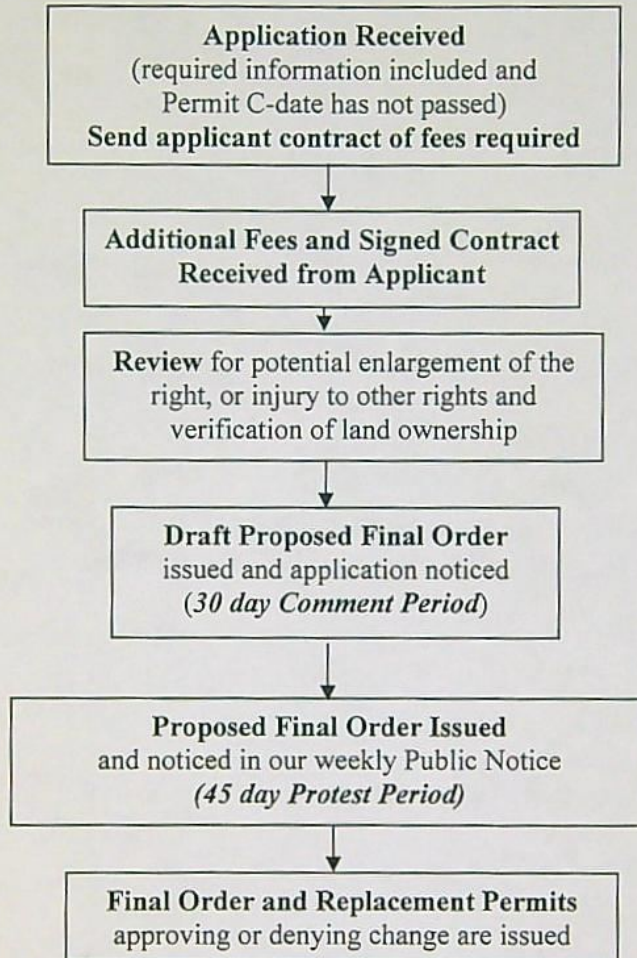 Application Received
(required information included and
Permit C-date has not passed)
Send applicant contract of fees required
Additional Fees and Signed Contract
Received from Applicant
Review for potential enlargement of the
right, or injury to other rights and
verification of land ownership
Draft Proposed Final Order
issued and application noticed
(30 day Comment Period)
Proposed Final Order Issued
and noticed in our weekly Public Notice
(45 day Protest Period)
Final Order and Replacement Permits
approving or denying change are issued